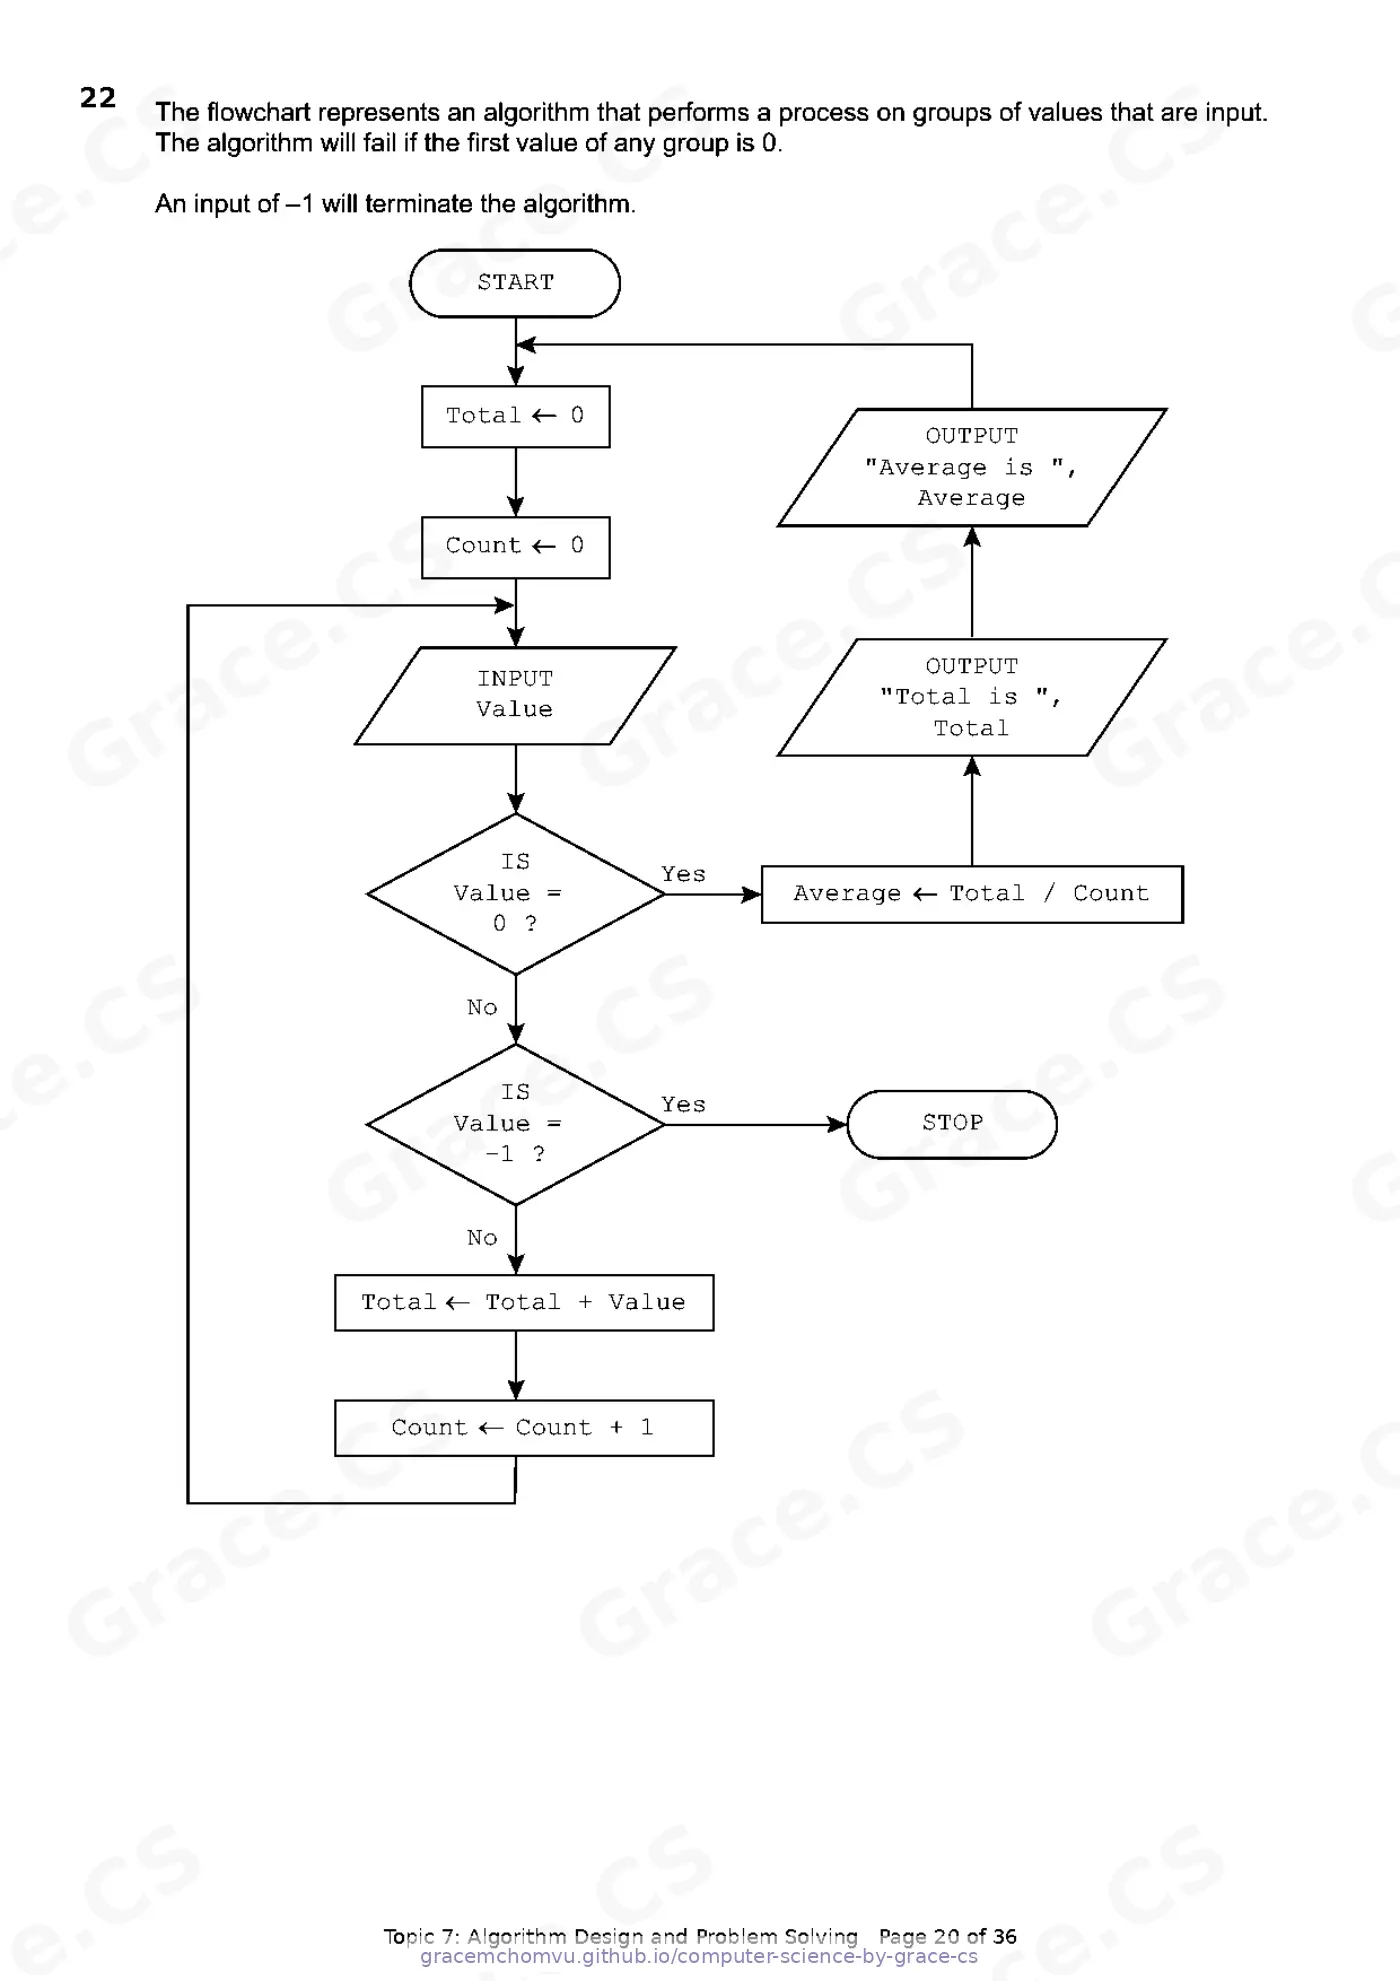 22
The flowchart represents an algorithm that performs a process on groups of values that are input.
The algorithm will fail if the first value of any group is 0.
An input of –1 will terminate the algorithm.
START
Total ← 0
Count ← 0
INPUT
Value
IS
Value =
0 ?
Yes
Average ← Total / Count
OUTPUT
"Total is ",
Total
OUTPUT
"Average is ",
Average
No
IS
Value =
-1 ?
Yes
STOP
No
Total ← Total + Value
Count ← Count + 1
Topic 7: Algorithm Design and Problem Solving Page 20 of 36
gracemchomvu.github.io/computer-science-by-grace-cs
Grace.CS